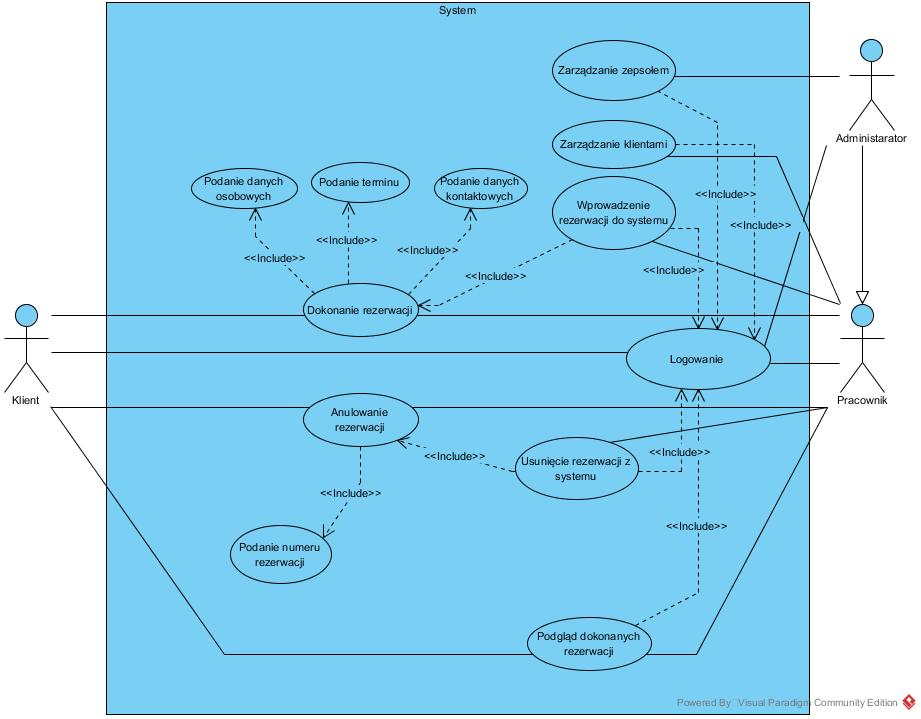 System
Zarządzanie zepsołem
Administarator
Zarządzanie klientami
Podanie danych
osobowych
Podanie terminu
Podanie danych
kontaktowych
Wprowadzenie
rezerwacji do systemu
<<Include>>
<<Include>>
<<Include>>
<<Include>>
<<Include>>
<<Include>>
<<Include>>
Dokonanie rezerwacji
Logowanie
Klient
Pracownik
Anulowanie
rezerwacji
<<Include>>
<<Include>>
Usunięcie rezerwacji z
systemu
<<Include>>
<<Include>>
Podanie numeru
rezerwacji
Podgląd dokonanych
rezerwacji
Powered By Visual Paradigm Community Edition